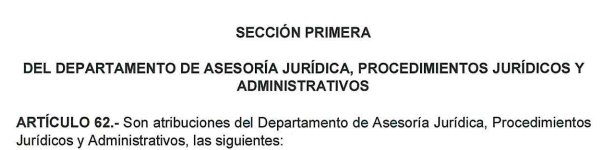 SECCIÓN PRIMERA
DEL DEPARTAMENTO DE ASESORÍA JURÍDICA, PROCEDIMIENTOS JURÍDICOS Y
ADMINISTRATIVOS
ARTÍCULO 62.- Son atribuciones del Departamento de Asesoría Jurídica, Procedimientos
Jurídicos y Administrativos, las siguientes: